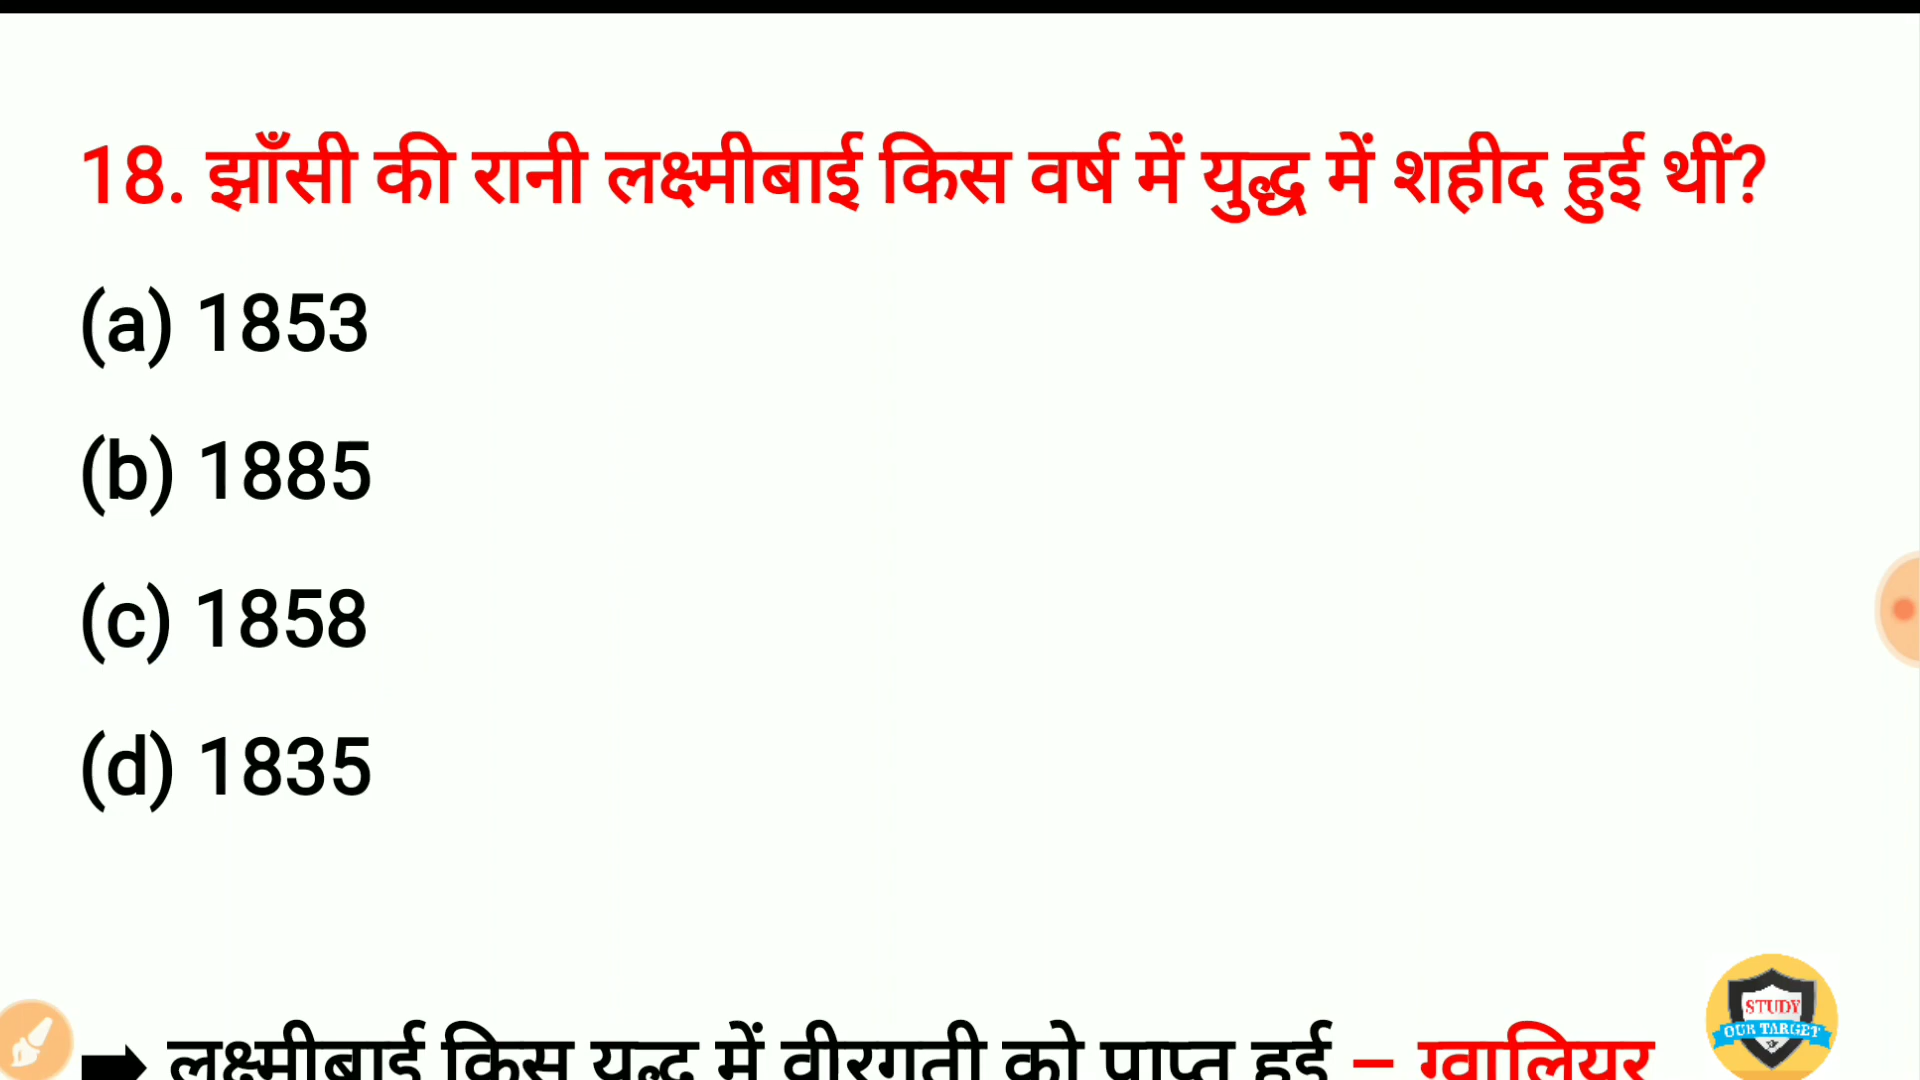 18. झाँसी की रानी लक्ष्मीबाई किस वर्ष में युद्ध में शहीद हुई थीं?
(a) 1853
(b) 1885
(c) 1858
(d) 1835
STUDY
OUR TARGET
➡ लक्ष्मीबाई किस युद्ध में वीरगती को प्राप्त हुई – ग्वालियर